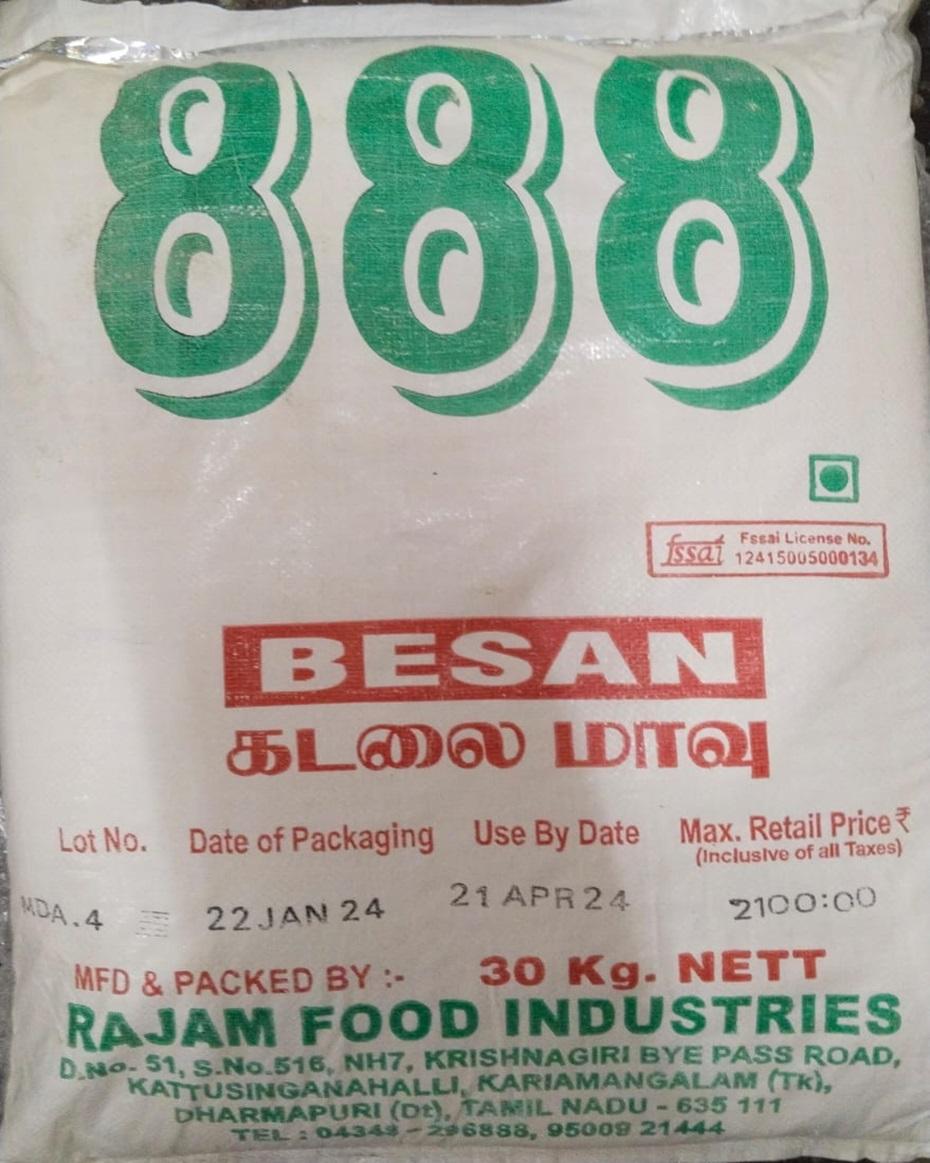 888
fssai Fssai License No.
12415005000134
BESAN
கடலை மாவு
Lot No. Date of Packaging Use By Date Max. Retail Price ₹
(Inclusive of all Taxes)
MDA.4 22 JAN 24 21 APR 24 2100:00
MFD & PACKED BY :- 30 Kg. NETT
RAJAM FOOD INDUSTRIES
D.No. 51, S.No.516, NH7, KRISHNAGIRI BYE PASS ROAD,
KATTUSINGANAHALLI, KARIAMANGALAM (Tk),
DHARMAPURI (Dt), TAMIL NADU - 635 111
TEL : 95009 21444